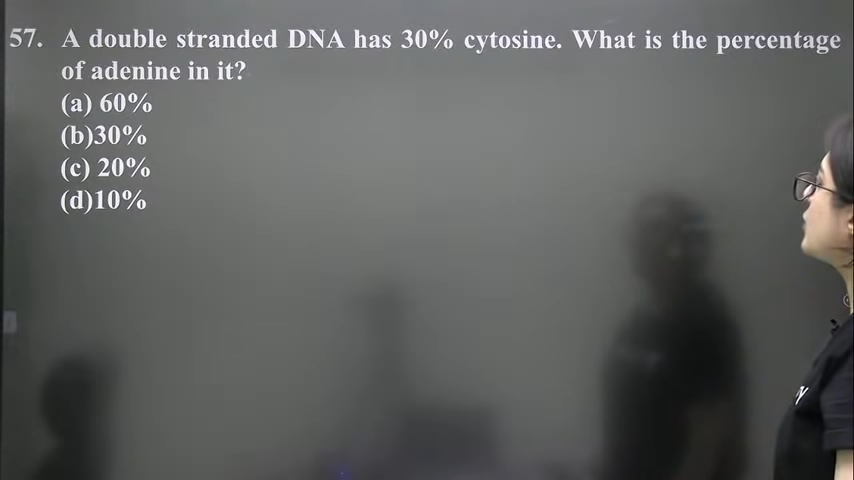 57. A double stranded DNA has 30% cytosine. What is the percentage
of adenine in it?
(a) 60%
(b)30%
(c) 20%
(d)10%